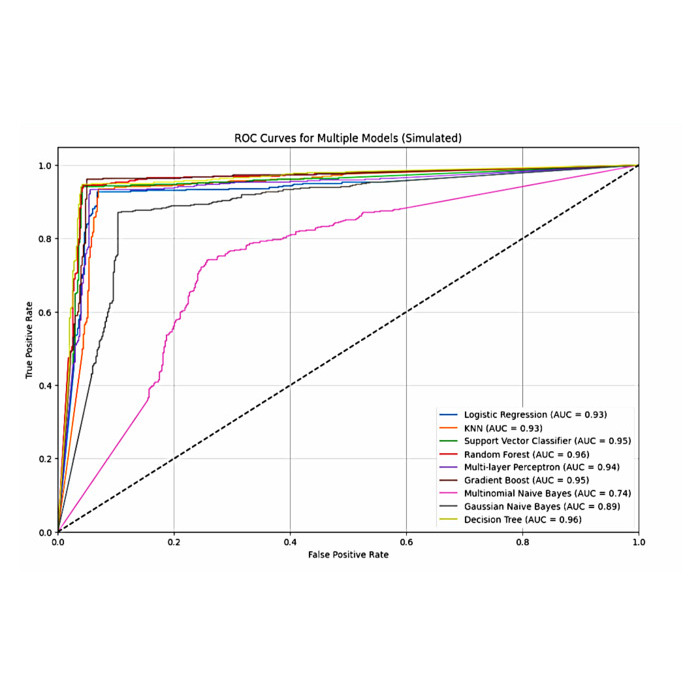 ROC Curves for Multiple Models (Simulated)
True Positive Rate
1.0
0.8
0.6
0.4
0.2
0.0
Logistic Regression (AUC = 0.93)
KNN (AUC = 0.93)
Support Vector Classifier (AUC = 0.95)
Random Forest (AUC = 0.96)
Multi-layer Perceptron (AUC = 0.94)
Gradient Boost (AUC = 0.95)
Multinomial Naive Bayes (AUC = 0.74)
Gaussian Naive Bayes (AUC = 0.89)
Decision Tree (AUC = 0.96)
0.0 0.2 0.4 0.6 0.8 1.0
False Positive Rate